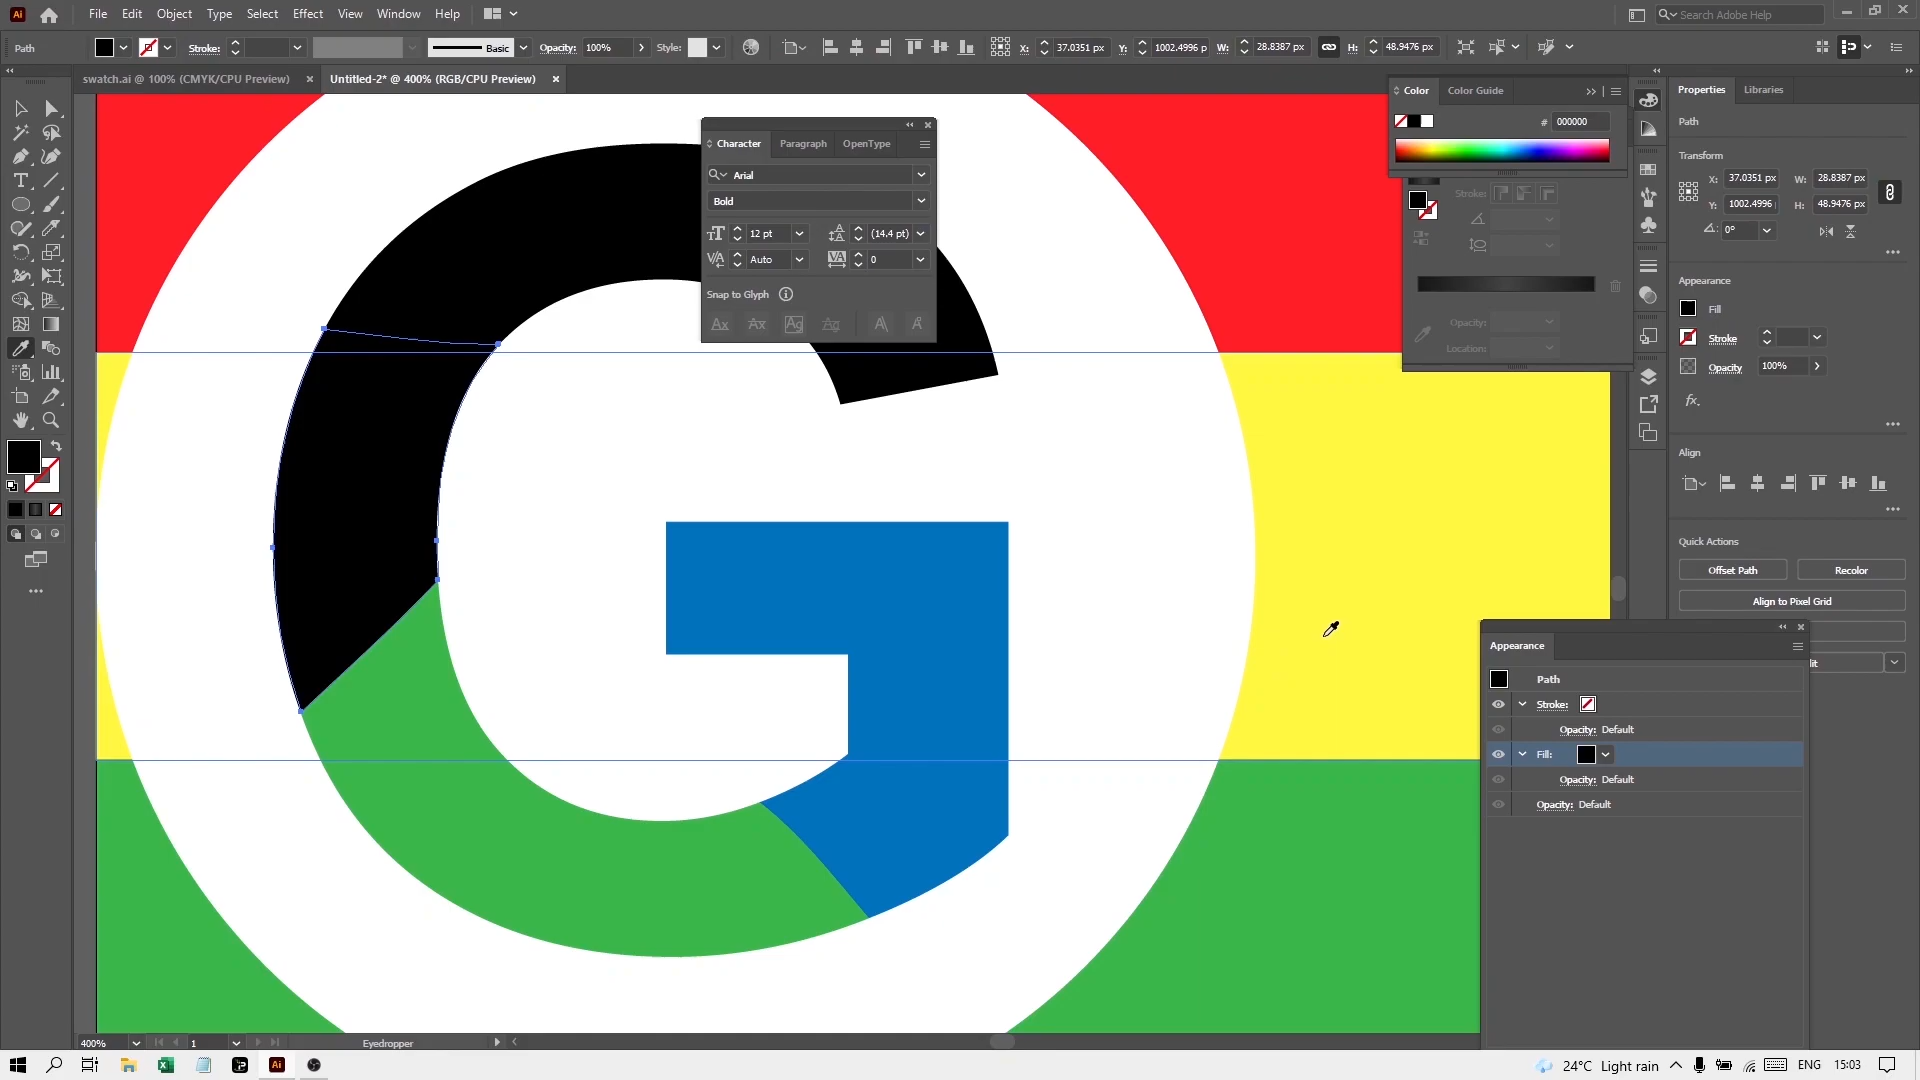 File Edit Object Type Select Effect View Window Help
Search Adobe Help
Path Stroke: Basic Opacity: 100% Style: X: 37.0351 px Y: 1002.4996 p W: 28.8387 px H: 48.9476 px
swatch.ai @ 100% (CMYK/CPU Preview) × Untitled-2* @ 400% (RGB/CPU Preview) ×
Color Color Guide
# 000000
Stroke:
Opacity:
Location:
Character Paragraph OpenType
Arial
Bold
12 pt (14.4 pt)
Auto 0
Snap to Glyph
G
Properties Libraries
Path
Transform
X: 37.0351 px W: 28.8387 px
Y: 1002.4996 H: 48.9476 px
0°
Appearance
Fill
Stroke
Opacity 100%
fx.
Align
Quick Actions
Offset Path Recolor
Align to Pixel Grid
Appearance
Path
Stroke:
Opacity: Default
Fill:
Opacity: Default
Opacity: Default
400% 1 Eyedropper
24°C Light rain ENG 15:03